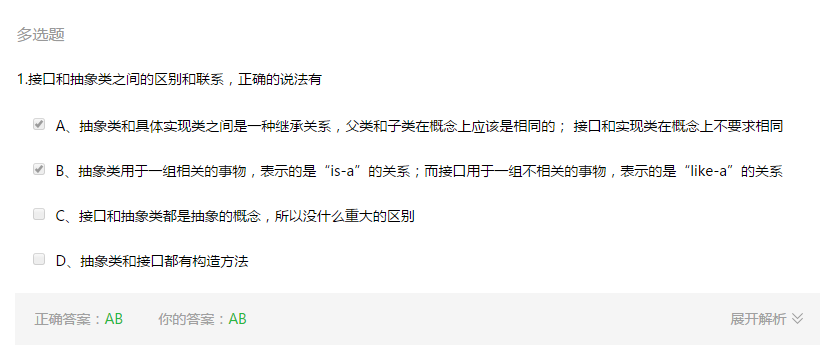 多选题
1.接口和抽象类之间的区别和联系，正确的说法有
A、抽象类和具体实现类之间是一种继承关系，父类和子类在概念上应该是相同的； 接口和实现类在概念上不要求相同
B、抽象类用于一组相关的事物，表示的是“is-a”的关系；而接口用于一组不相关的事物，表示的是“like-a”的关系
C、接口和抽象类都是抽象的概念，所以没什么重大的区别
D、抽象类和接口都有构造方法
正确答案：AB 你的答案：AB 展开解析